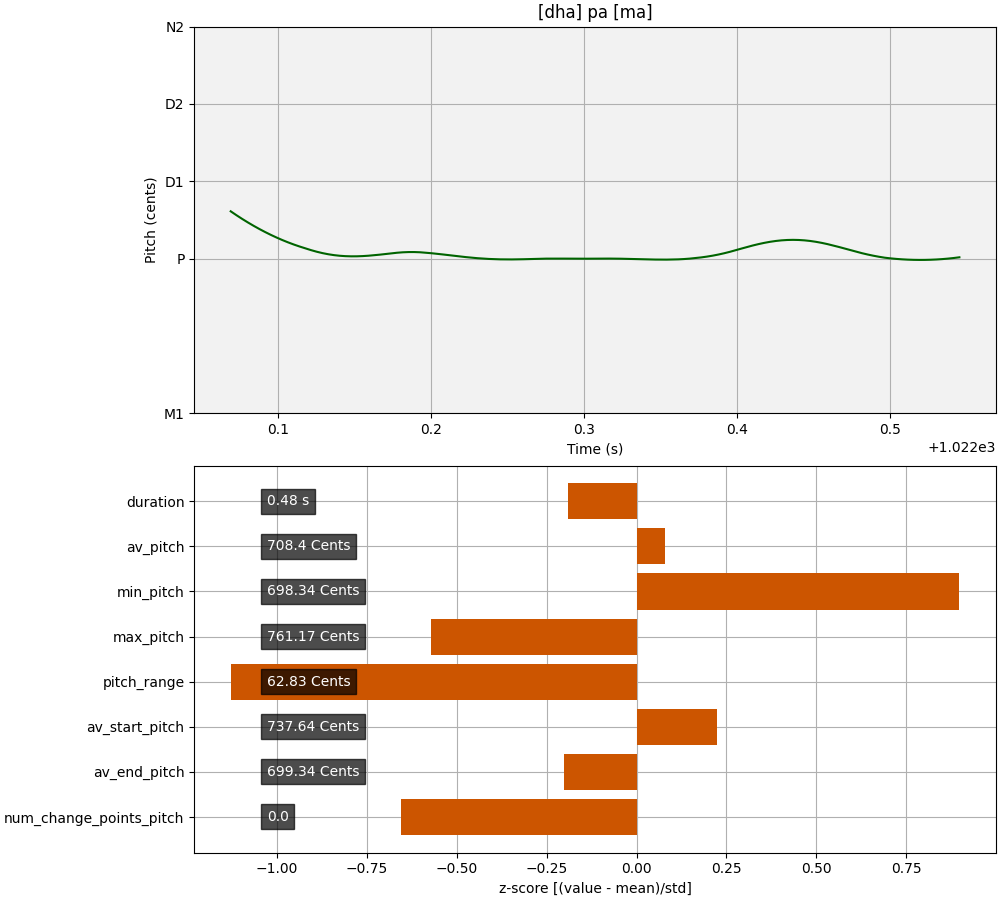 [dha] pa [ma]
N2
D2
D1
P
M1
Pitch (cents)
0.1 0.2 0.3 0.4 0.5
Time (s)
+1.022e3
duration 0.48 s
av_pitch 708.4 Cents
min_pitch 698.34 Cents
max_pitch 761.17 Cents
pitch_range 62.83 Cents
av_start_pitch 737.64 Cents
av_end_pitch 699.34 Cents
num_change_points_pitch 0.0
−1.00 −0.75 −0.50 −0.25 0.00 0.25 0.50 0.75
z-score [(value - mean)/std]